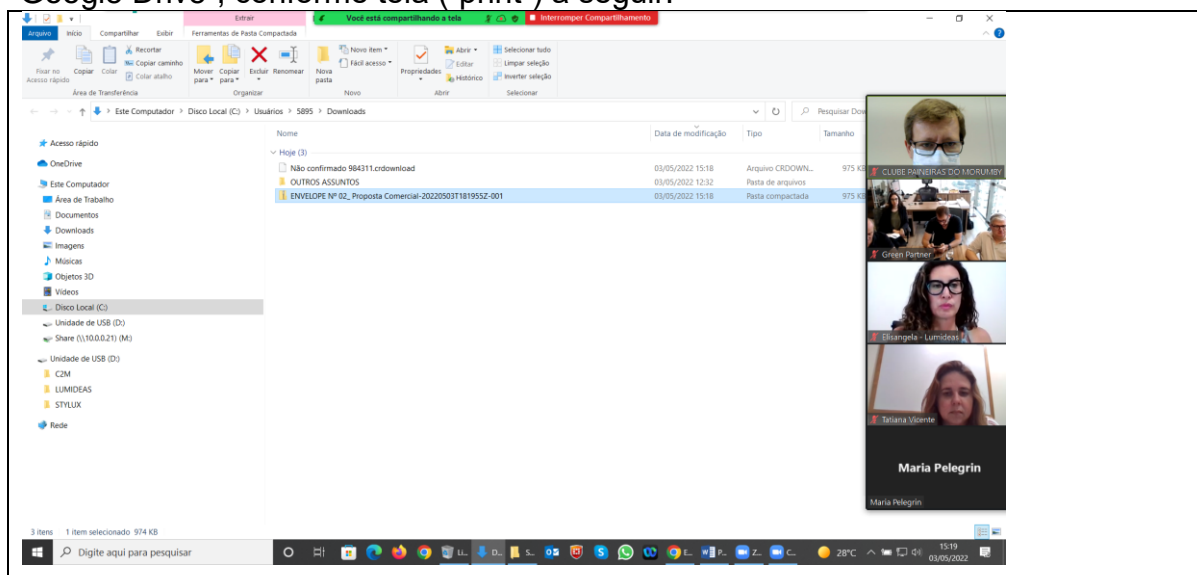 "Google Drive", conforme tela ("print") a seguir:
Extrair
Você está compartilhando a tela
Interromper Compartilhamento
Arquivo Início Compartilhar Exibir Ferramentas de Pasta Compactada
Fixar no Acesso rápido
Copiar
Colar
Recortar
Copiar caminho
Colar atalho
Mover para
Copiar para
Excluir
Renomear
Nova pasta
Novo item
Fácil acesso
Propriedades
Abrir
Editar
Histórico
Selecionar tudo
Limpar seleção
Inverter seleção
Área de Transferência Organizar Novo Abrir Selecionar
Este Computador > Disco Local (C:) > Usuários > 5895 > Downloads
Pesquisar Dow
Nome Data de modificação Tipo Tamanho
Hoje (3)
Não confirmado 984311.crdownload 03/05/2022 15:18 Arquivo CRDOWN... 975 KB
OUTROS ASSUNTOS 03/05/2022 12:32 Pasta de arquivos
ENVELOPE Nº 02_ Proposta Comercial-20220503T181955Z-001 03/05/2022 15:18 Pasta compactada 975 KB
Acesso rápido
OneDrive
Este Computador
Área de Trabalho
Documentos
Downloads
Imagens
Músicas
Objetos 3D
Vídeos
Disco Local (C:)
Unidade de USB (D:)
Share (\\10.0.0.21) (M:)
Unidade de USB (D:)
C2M
LUMIDEAS
STYLUX
Rede
CLUBE PAINEIRAS DO MORUMBY
Green Partner
Elisangela - Lumideas
Tatiana Vicente
Maria Pelegrin
Maria Pelegrin
3 itens 1 item selecionado 974 KB
Digite aqui para pesquisar
Li...
D...
S...
E...
P...
Z...
C...
28°C
15:19
03/05/2022